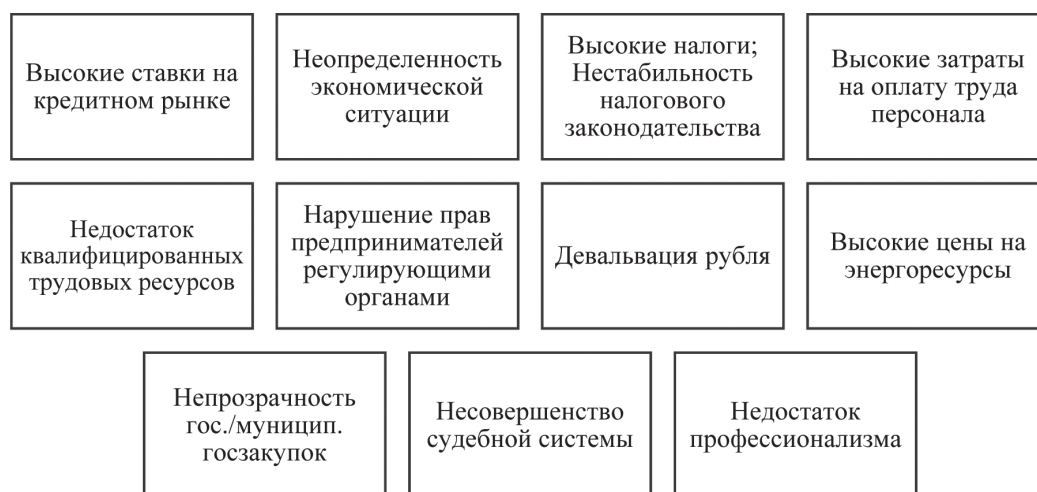 Высокие ставки на
кредитном рынке
Неопределенность
экономической
ситуации
Высокие налоги;
Нестабильность
налогового
законодательства
Высокие затраты
на оплату труда
персонала
Недостаток
квалифицированных
трудовых ресурсов
Нарушение прав
предпринимателей
регулирующими
органами
Девальвация рубля
Высокие цены на
энергоресурсы
Непрозрачность
гос./муницип.
госзакупок
Несовершенство
судебной системы
Недостаток
профессионализма